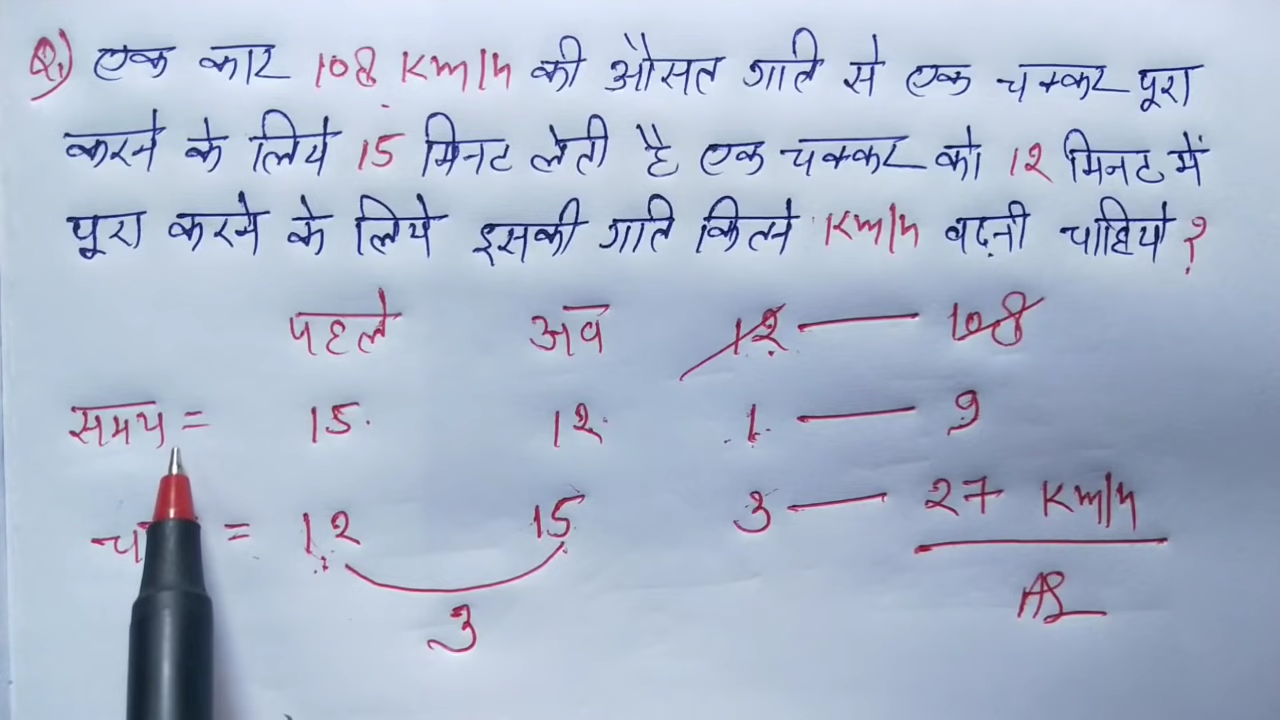 Q.) एक कार 108 Km/h की औसत गति से एक चक्कर पूरा
करने के लिये 15 मिनट लेती है एक चक्कर को 12 मिनट में
पूरा करने के लिये इसकी गति कितने Km/h बढ़नी चाहिये ?
पहले अब 12 — 108
समय = 15 12 1 — 9
= 12 15 3 — 27 Km/h
3